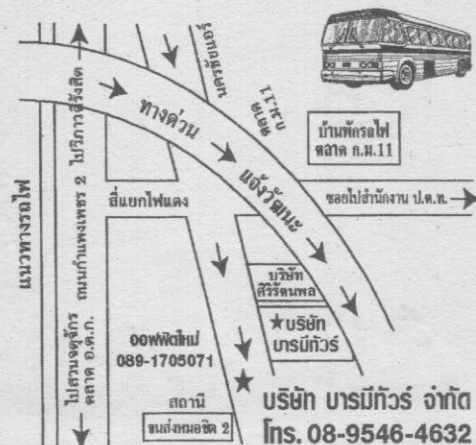 นครชัยแอร์
ตลาด
ก.ม.11
ไปวิภาวดีรังสิต
ทางด่วน
แจ้งวัฒนะ
บ้านพักรถไฟ
ตลาด ก.ม.11
แนวทางรถไฟ
ถนนกำแพงเพชร 2
สี่แยกไฟแดง
ซอยไปสำนักงาน ป.ต.ท.
บริษัท
ศิริรัตนพล
★บริษัท
บารมีทัวร์
ไปสวนจตุจักร
ตลาด อ.ต.ก.
ออฟฟิตใหม่
089-1705071
สถานี
ขนส่งหมอชิต 2
บริษัท บารมีทัวร์ จำกัด
โทร. 08-9546-4632